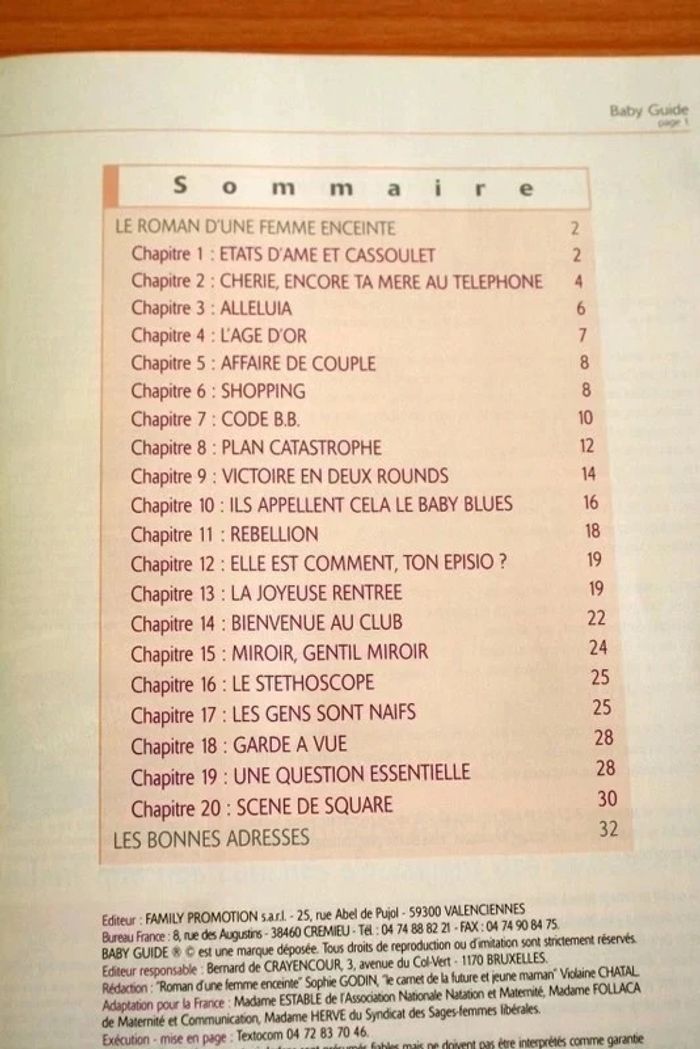 Baby Guide
page 1
Sommaire
LE ROMAN D'UNE FEMME ENCEINTE 2
Chapitre 1 : ETATS D'AME ET CASSOULET 2
Chapitre 2 : CHERIE, ENCORE TA MERE AU TELEPHONE 4
Chapitre 3 : ALLELUIA 6
Chapitre 4 : L'AGE D'OR 7
Chapitre 5 : AFFAIRE DE COUPLE 8
Chapitre 6 : SHOPPING 8
Chapitre 7 : CODE B.B. 10
Chapitre 8 : PLAN CATASTROPHE 12
Chapitre 9 : VICTOIRE EN DEUX ROUNDS 14
Chapitre 10 : ILS APPELLENT CELA LE BABY BLUES 16
Chapitre 11 : REBELLION 18
Chapitre 12 : ELLE EST COMMENT, TON EPISIO ? 19
Chapitre 13 : LA JOYEUSE RENTREE 19
Chapitre 14 : BIENVENUE AU CLUB 22
Chapitre 15 : MIROIR, GENTIL MIROIR 24
Chapitre 16 : LE STETHOSCOPE 25
Chapitre 17 : LES GENS SONT NAIFS 25
Chapitre 18 : GARDE A VUE 28
Chapitre 19 : UNE QUESTION ESSENTIELLE 28
Chapitre 20 : SCENE DE SQUARE 30
LES BONNES ADRESSES 32
Editeur : FAMILY PROMOTION s.a.r.l. - 25, rue Abel de Pujol - 59300 VALENCIENNES
Bureau France : 8, rue des Augustins - 38460 CREMIEU - Tél : 04 74 88 82 21 - FAX : 04 74 90 84 75.
BABY GUIDE ® © est une marque déposée. Tous droits de reproduction ou d'imitation sont strictement réservés.
Editeur responsable : Bernard de CRAYENCOUR, 3, avenue du Col-Vert - 1170 BRUXELLES.
Rédaction : "Roman d'une femme enceinte" Sophie GODIN, "le carnet de la future et jeune maman" Violaine CHATAL.
Adaptation pour la France : Madame ESTABLE de l'Association Nationale Natation et Maternité, Madame FOLLACA
de Maternité et Communication, Madame HERVE du Syndicat des Sages-femmes libérales.
Exécution - mise en page : Textocom 04 72 83 70 46.
présumés fiables mais ne doivent pas être interprétés comme garantie